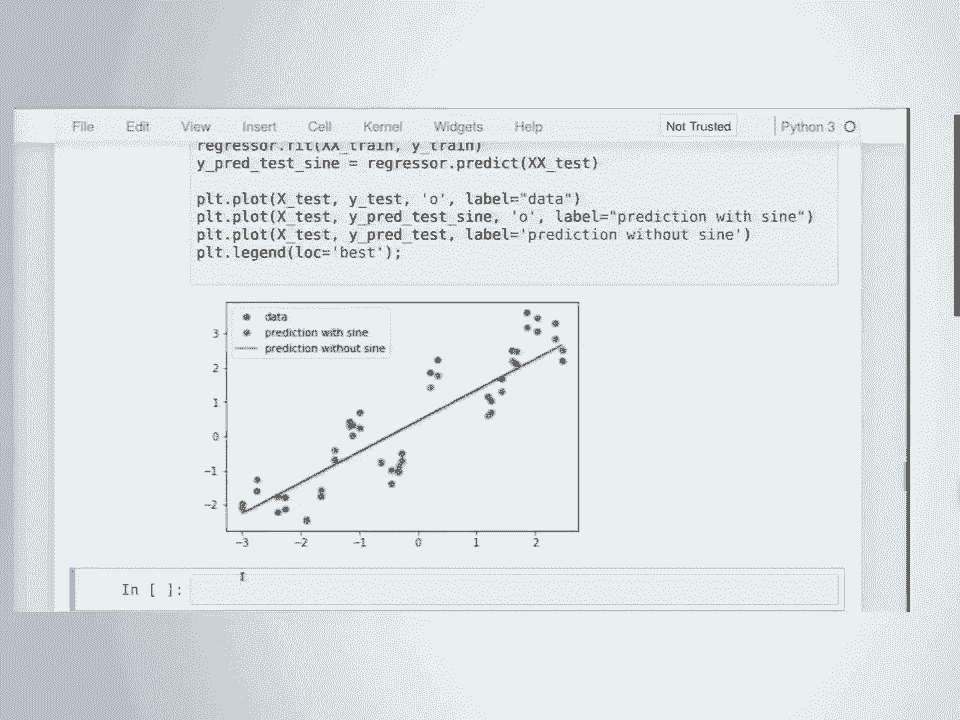 File Edit View Insert Cell Kernel Widgets Help Not Trusted Python 3
regressor.fit(XX_train, y_train)
y_pred_test_sine = regressor.predict(XX_test)
plt.plot(X_test, y_test, 'o', label="data")
plt.plot(X_test, y_pred_test_sine, 'o', label="prediction with sine")
plt.plot(X_test, y_pred_test, label='prediction without sine')
plt.legend(loc='best');
data
prediction with sine
prediction without sine
3
2
1
0
−1
−2
−3 −2 −1 0 1 2
In [ ]: